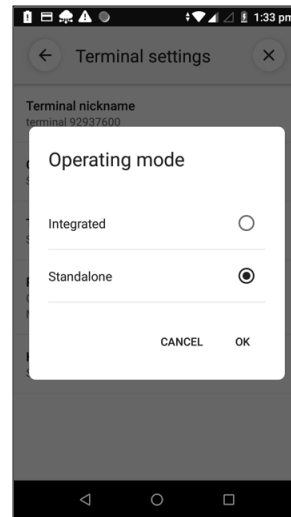 1:33 pm
Terminal settings
Terminal nickname
terminal 92937600
Operating mode
Integrated
Standalone
CANCEL OK